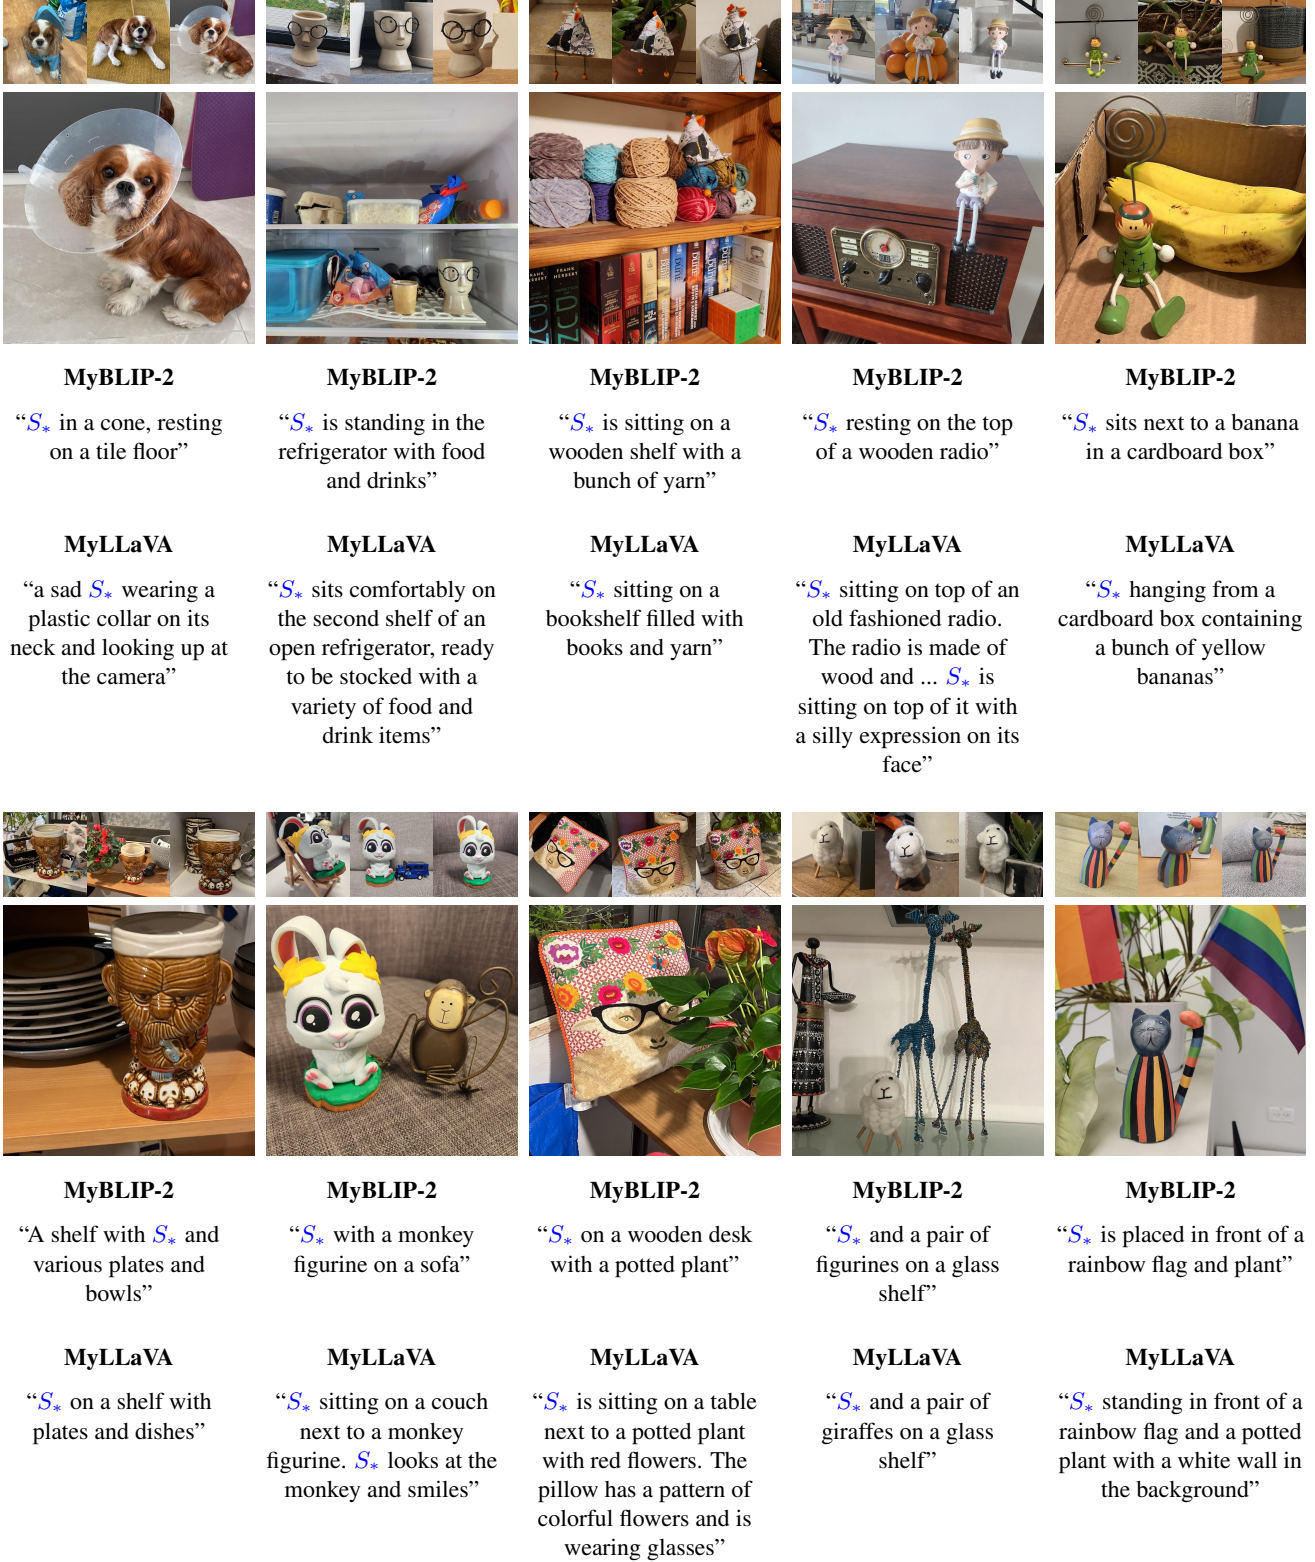 FRANK
HERBERT
DUNE
DUNE
MyBLIP-2
“S* in a cone, resting
on a tile floor”
MyLLaVA
“a sad S* wearing a
plastic collar on its
neck and looking up at
the camera”
MyBLIP-2
“S* is standing in the
refrigerator with food
and drinks”
MyLLaVA
“S* sits comfortably on
the second shelf of an
open refrigerator, ready
to be stocked with a
variety of food and
drink items”
MyBLIP-2
“S* is sitting on a
wooden shelf with a
bunch of yarn”
MyLLaVA
“S* sitting on a
bookshelf filled with
books and yarn”
MyBLIP-2
“S* resting on the top
of a wooden radio”
MyLLaVA
“S* sitting on top of an
old fashioned radio.
The radio is made of
wood and ... S* is
sitting on top of it with
a silly expression on its
face”
MyBLIP-2
“S* sits next to a banana
in a cardboard box”
MyLLaVA
“S* hanging from a
cardboard box containing
a bunch of yellow
bananas”
MyBLIP-2
“A shelf with S* and
various plates and
bowls”
MyLLaVA
“S* on a shelf with
plates and dishes”
MyBLIP-2
“S* with a monkey
figurine on a sofa”
MyLLaVA
“S* sitting on a couch
next to a monkey
figurine. S* looks at the
monkey and smiles”
MyBLIP-2
“S* on a wooden desk
with a potted plant”
MyLLaVA
“S* is sitting on a table
next to a potted plant
with red flowers. The
pillow has a pattern of
colorful flowers and is
wearing glasses”
MyBLIP-2
“S* and a pair of
figurines on a glass
shelf”
MyLLaVA
“S* and a pair of
giraffes on a glass
shelf”
MyBLIP-2
“S* is placed in front of a
rainbow flag and plant”
MyLLaVA
“S* standing in front of a
rainbow flag and a potted
plant with a white wall in
the background”